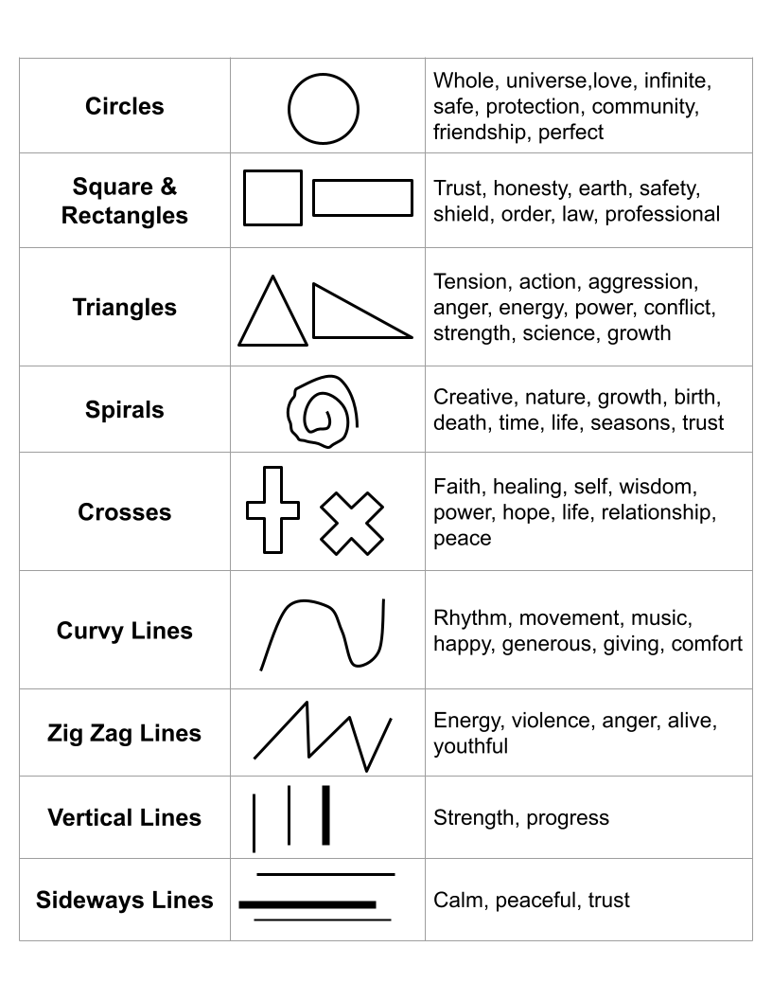 Circles
Whole, universe,love, infinite,
safe, protection, community,
friendship, perfect
Square &
Rectangles
Trust, honesty, earth, safety,
shield, order, law, professional
Triangles
Tension, action, aggression,
anger, energy, power, conflict,
strength, science, growth
Spirals
Creative, nature, growth, birth,
death, time, life, seasons, trust
Crosses
Faith, healing, self, wisdom,
power, hope, life, relationship,
peace
Curvy Lines
Rhythm, movement, music,
happy, generous, giving, comfort
Zig Zag Lines
Energy, violence, anger, alive,
youthful
Vertical Lines
Strength, progress
Sideways Lines
Calm, peaceful, trust